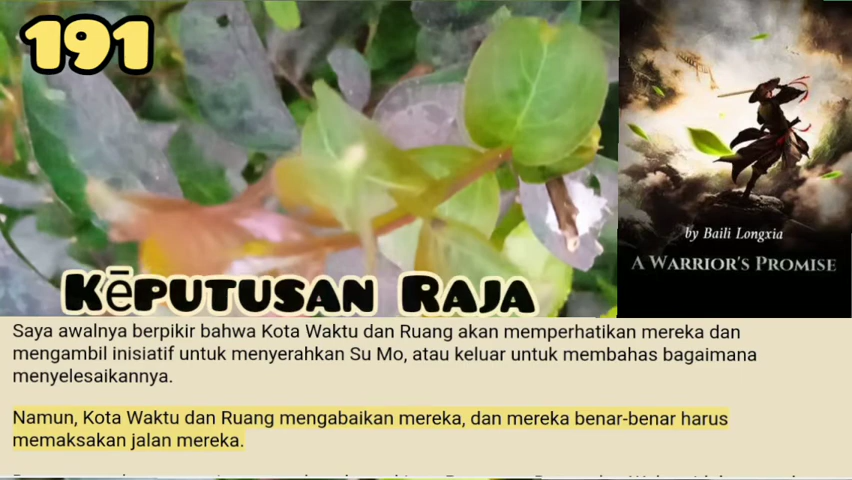 191
by Baili Longxia
A Warrior's Promise
Kēputusan Raja
Saya awalnya berpikir bahwa Kota Waktu dan Ruang akan memperhatikan mereka dan
mengambil inisiatif untuk menyerahkan Su Mo, atau keluar untuk membahas bagaimana
menyelesaikannya.
Namun, Kota Waktu dan Ruang mengabaikan mereka, dan mereka benar-benar harus
memaksakan jalan mereka.